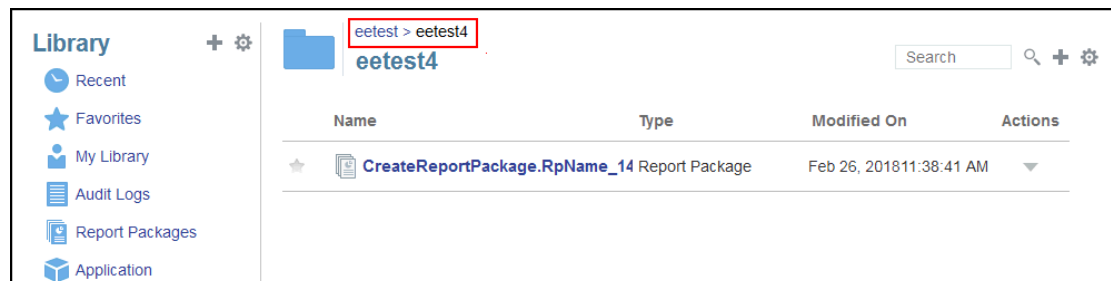 Library
Recent
Favorites
My Library
Audit Logs
Report Packages
Application
eetest > eetest4
eetest4
Search
Name Type Modified On Actions
CreateReportPackage.RpName_14 Report Package Feb 26, 201811:38:41 AM